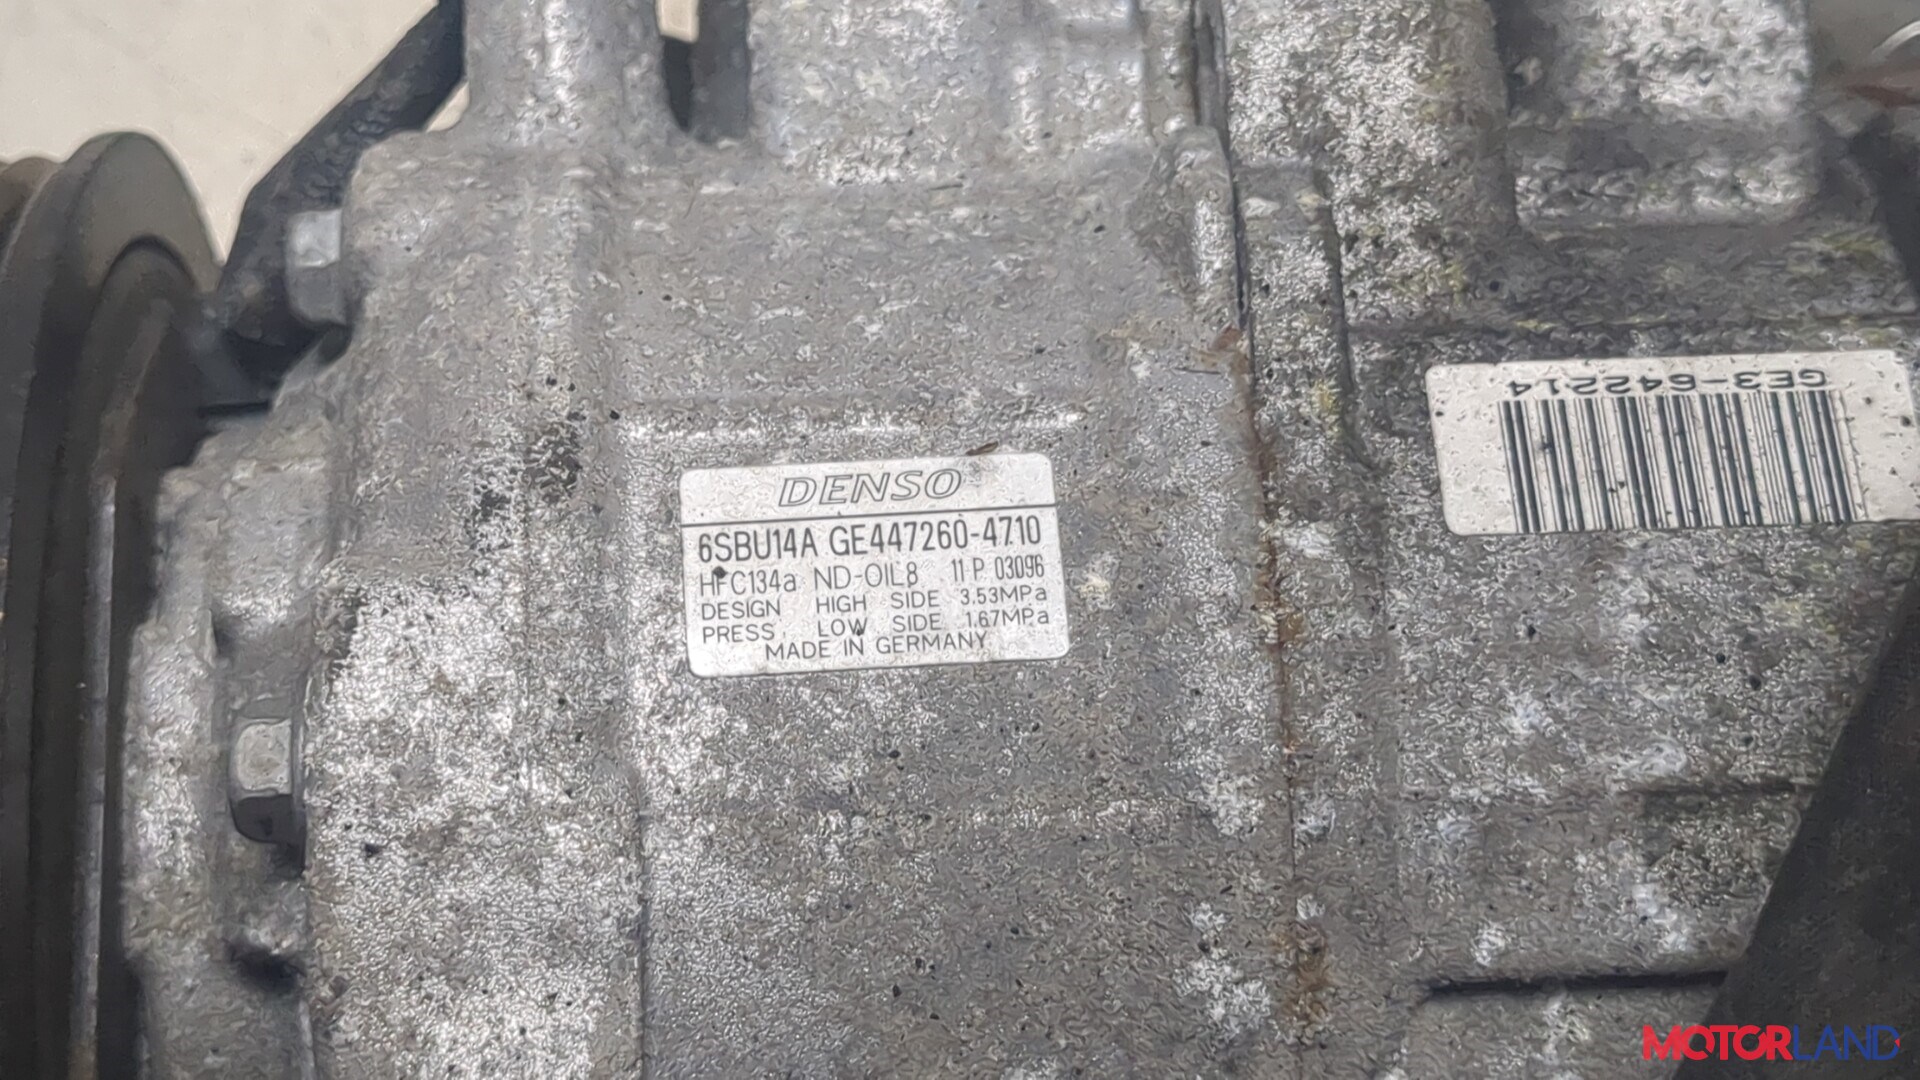 DENSO
6SBU14A GE447260-4710
HFC134a ND-OIL8 11 P 03096
DESIGN HIGH SIDE 3.53MPa
PRESS. LOW SIDE 1.67MPa
MADE IN GERMANY
GE3-642214
MOTORLAND